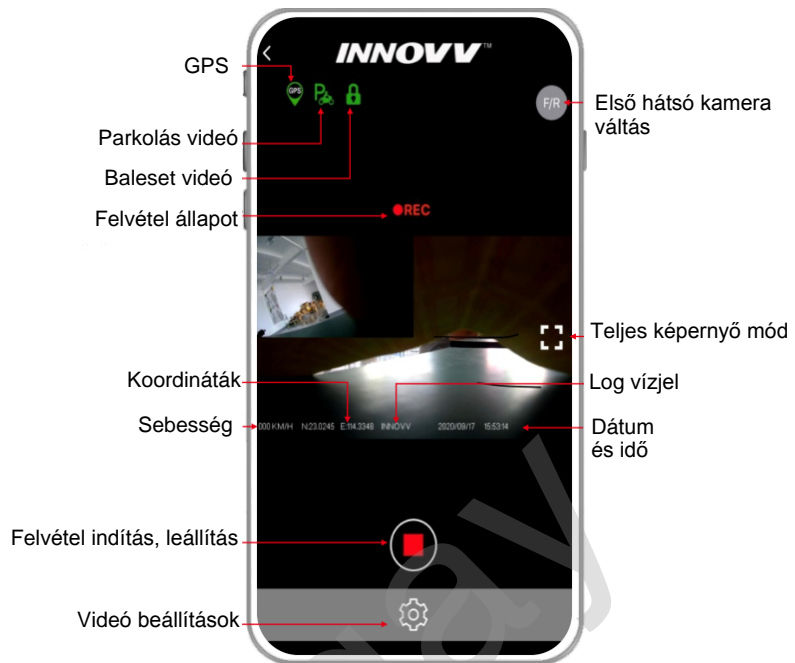 INNOVV™
GPS
GPS
P
F/R
Első hátsó kamera
váltás
Parkolás videó
Baleset videó
Felvétel állapot
REC
Teljes képernyő mód
Koordináták
Log vízjel
Sebesség
000 KM/H N:23.0245 E:114.3348 INNOVV 2020/09/17 15:53:14
Dátum
és idő
Felvétel indítás, leállítás
Videó beállítások